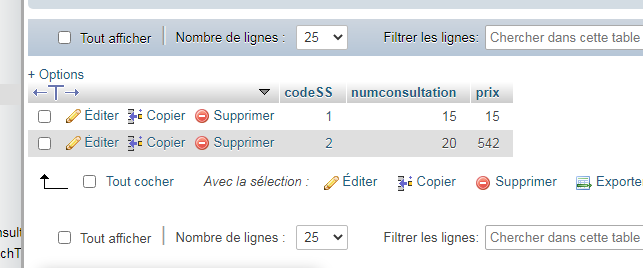 Tout afficher Nombre de lignes : 25 Filtrer les lignes: Chercher dans cette table
+ Options
←T→ codeSS numconsultation prix
Éditer Copier Supprimer 1 15 15
Éditer Copier Supprimer 2 20 542
Tout cocher Avec la sélection : Éditer Copier Supprimer Exporter
Tout afficher Nombre de lignes : 25 Filtrer les lignes: Chercher dans cette table